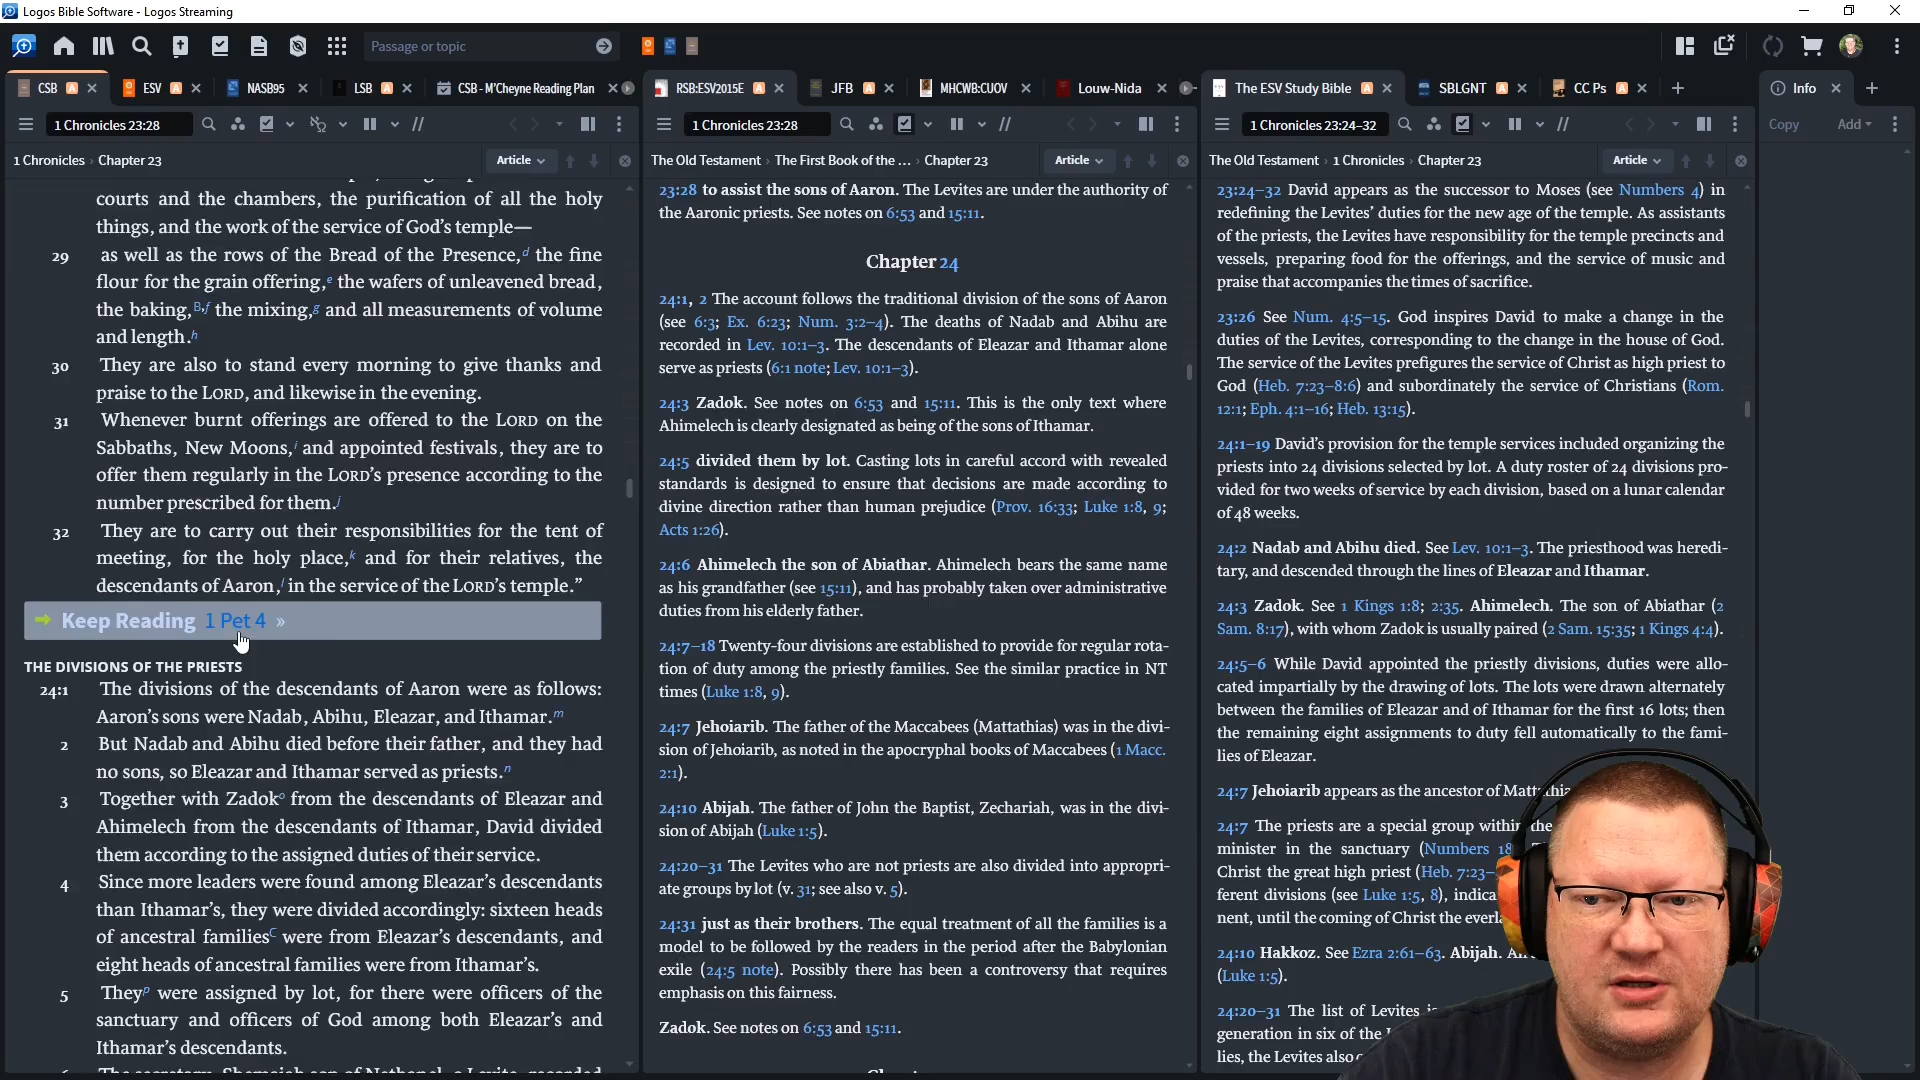 Logos Bible Software - Logos Streaming
Passage or topic
CSB
ESV
NASB95
LSB
CSB - M'Cheyne Reading Plan
1 Chronicles 23:28
1 Chronicles › Chapter 23
Article
courts and the chambers, the purification of all the holy
things, and the work of the service of God's temple—
29 as well as the rows of the Bread of the Presence,d the fine
flour for the grain offering,e the wafers of unleavened bread,
the baking,B,f the mixing,g and all measurements of volume
and length.h
30 They are also to stand every morning to give thanks and
praise to the LORD, and likewise in the evening.
31 Whenever burnt offerings are offered to the LORD on the
Sabbaths, New Moons,i and appointed festivals, they are to
offer them regularly in the LORD's presence according to the
number prescribed for them.j
32 They are to carry out their responsibilities for the tent of
meeting, for the holy place,k and for their relatives, the
descendants of Aaron,l in the service of the LORD's temple.”
Keep Reading 1 Pet 4 »
THE DIVISIONS OF THE PRIESTS
24:1 The divisions of the descendants of Aaron were as follows:
Aaron's sons were Nadab, Abihu, Eleazar, and Ithamar.m
2 But Nadab and Abihu died before their father, and they had
no sons, so Eleazar and Ithamar served as priests.n
3 Together with Zadoko from the descendants of Eleazar and
Ahimelech from the descendants of Ithamar, David divided
them according to the assigned duties of their service.
4 Since more leaders were found among Eleazar's descendants
than Ithamar's, they were divided accordingly: sixteen heads
of ancestral familiesC were from Eleazar's descendants, and
eight heads of ancestral families were from Ithamar's.
5 Theyp were assigned by lot, for there were officers of the
sanctuary and officers of God among both Eleazar's and
Ithamar's descendants.
RSB:ESV2015E
JFB
MHCWB:CUOV
Louw-Nida
1 Chronicles 23:28
The Old Testament › The First Book of the ... › Chapter 23
Article
23:28 to assist the sons of Aaron. The Levites are under the authority of
the Aaronic priests. See notes on 6:53 and 15:11.
Chapter 24
24:1, 2 The account follows the traditional division of the sons of Aaron
(see 6:3; Ex. 6:23; Num. 3:2–4). The deaths of Nadab and Abihu are
recorded in Lev. 10:1–3. The descendants of Eleazar and Ithamar alone
serve as priests (6:1 note; Lev. 10:1–3).
24:3 Zadok. See notes on 6:53 and 15:11. This is the only text where
Ahimelech is clearly designated as being of the sons of Ithamar.
24:5 divided them by lot. Casting lots in careful accord with revealed
standards is designed to ensure that decisions are made according to
divine direction rather than human prejudice (Prov. 16:33; Luke 1:8, 9;
Acts 1:26).
24:6 Ahimelech the son of Abiathar. Ahimelech bears the same name
as his grandfather (see 15:11), and has probably taken over administrative
duties from his elderly father.
24:7–18 Twenty-four divisions are established to provide for regular rota-
tion of duty among the priestly families. See the similar practice in NT
times (Luke 1:8, 9).
24:7 Jehoiarib. The father of the Maccabees (Mattathias) was in the divi-
sion of Jehoiarib, as noted in the apocryphal books of Maccabees (1 Macc.
2:1).
24:10 Abijah. The father of John the Baptist, Zechariah, was in the divi-
sion of Abijah (Luke 1:5).
24:20–31 The Levites who are not priests are also divided into appropri-
ate groups by lot (v. 31; see also v. 5).
24:31 just as their brothers. The equal treatment of all the families is a
model to be followed by the readers in the period after the Babylonian
exile (24:5 note). Possibly there has been a controversy that requires
emphasis on this fairness.
Zadok. See notes on 6:53 and 15:11.
The ESV Study Bible
SBLGNT
CC Ps
1 Chronicles 23:24–32
The Old Testament › 1 Chronicles › Chapter 23
Article
23:24–32 David appears as the successor to Moses (see Numbers 4) in
redefining the Levites' duties for the new age of the temple. As assistants
of the priests, the Levites have responsibility for the temple precincts and
vessels, preparing food for the offerings, and the service of music and
praise that accompanies the times of sacrifice.
23:26 See Num. 4:5–15. God inspires David to make a change in the
duties of the Levites, corresponding to the change in the house of God.
The service of the Levites prefigures the service of Christ as high priest to
God (Heb. 7:23–8:6) and subordinately the service of Christians (Rom.
12:1; Eph. 4:1–16; Heb. 13:15).
24:1–19 David's provision for the temple services included organizing the
priests into 24 divisions selected by lot. A duty roster of 24 divisions pro-
vided for two weeks of service by each division, based on a lunar calendar
of 48 weeks.
24:2 Nadab and Abihu died. See Lev. 10:1–3. The priesthood was heredi-
tary, and descended through the lines of Eleazar and Ithamar.
24:3 Zadok. See 1 Kings 1:8; 2:35. Ahimelech. The son of Abiathar (2
Sam. 8:17), with whom Zadok is usually paired (2 Sam. 15:35; 1 Kings 4:4).
24:5–6 While David appointed the priestly divisions, duties were allo-
cated impartially by the drawing of lots. The lots were drawn alternately
between the families of Eleazar and of Ithamar for the first 16 lots; then
the remaining eight assignments to duty fell automatically to the fami-
lies of Eleazar.
24:7 Jehoiarib appears as the ancestor of
24:7 The priests are a special group within the
minister in the sanctuary (Numbers 18
Christ the great high priest (Heb. 7:23–
ferent divisions (see Luke 1:5, 8),
nent, until the coming of Christ the
24:10 Hakkoz. See Ezra 2:61–63. Abijah.
(Luke 1:5).
24:20–31 The list of Levites
generation in six of the
lies, the Levites also
Info
Copy
Add